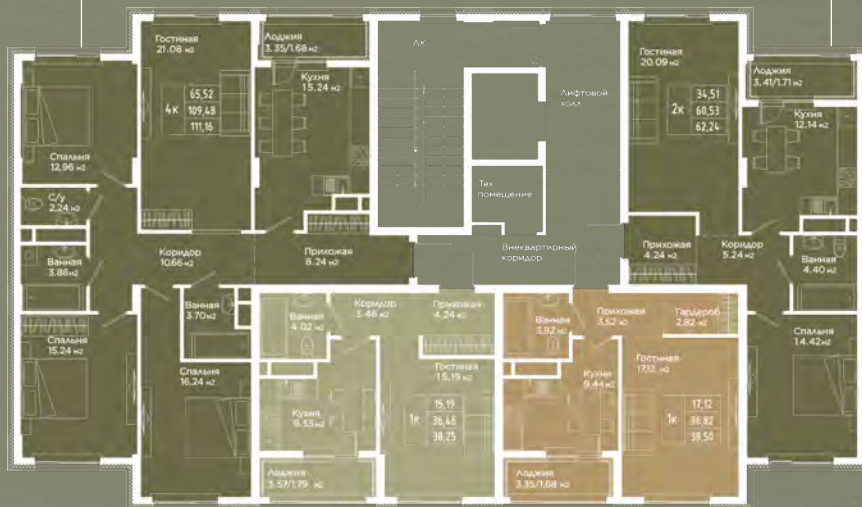 Гостиная
21.08 м2
Лоджия
3.35/1.68 м2
Кухня
15.24 м2
4к
65,52
109,48
111,16
Спальня
12.96 м2
С/у
2.24 м2
Ванная
3.88 м2
Коридор
10.66 м2
Прихожая
8.24 м2
Ванная
3.70 м2
Спальня
15.24 м2
Спальня
16.24 м2
Лк
Лифтовой
холл
Тех
помещение
Внеквартирный
коридор
Гостиная
20.09 м2
Лоджия
3.41/1.71 м2
Кухня
12.14 м2
2к
34,51
60,53
62,24
Прихожая
4.24 м2
Коридор
5.24 м2
Ванная
4.40 м2
Спальня
14.42 м2
Ванная
4.02 м2
Коридор
3.46 м2
Прихожая
4.24 м2
Гостиная
15.19 м2
Кухня
9.55 м2
1к
15,19
36,46
38,25
Лоджия
3.57/1.79 м2
Ванная
3.92 м2
Прихожая
3.52 м2
Гардероб
2.82 м2
Гостиная
17.12 м2
Кухня
9.44 м2
1к
17,12
36,82
38,50
Лоджия
3.35/1.68 м2